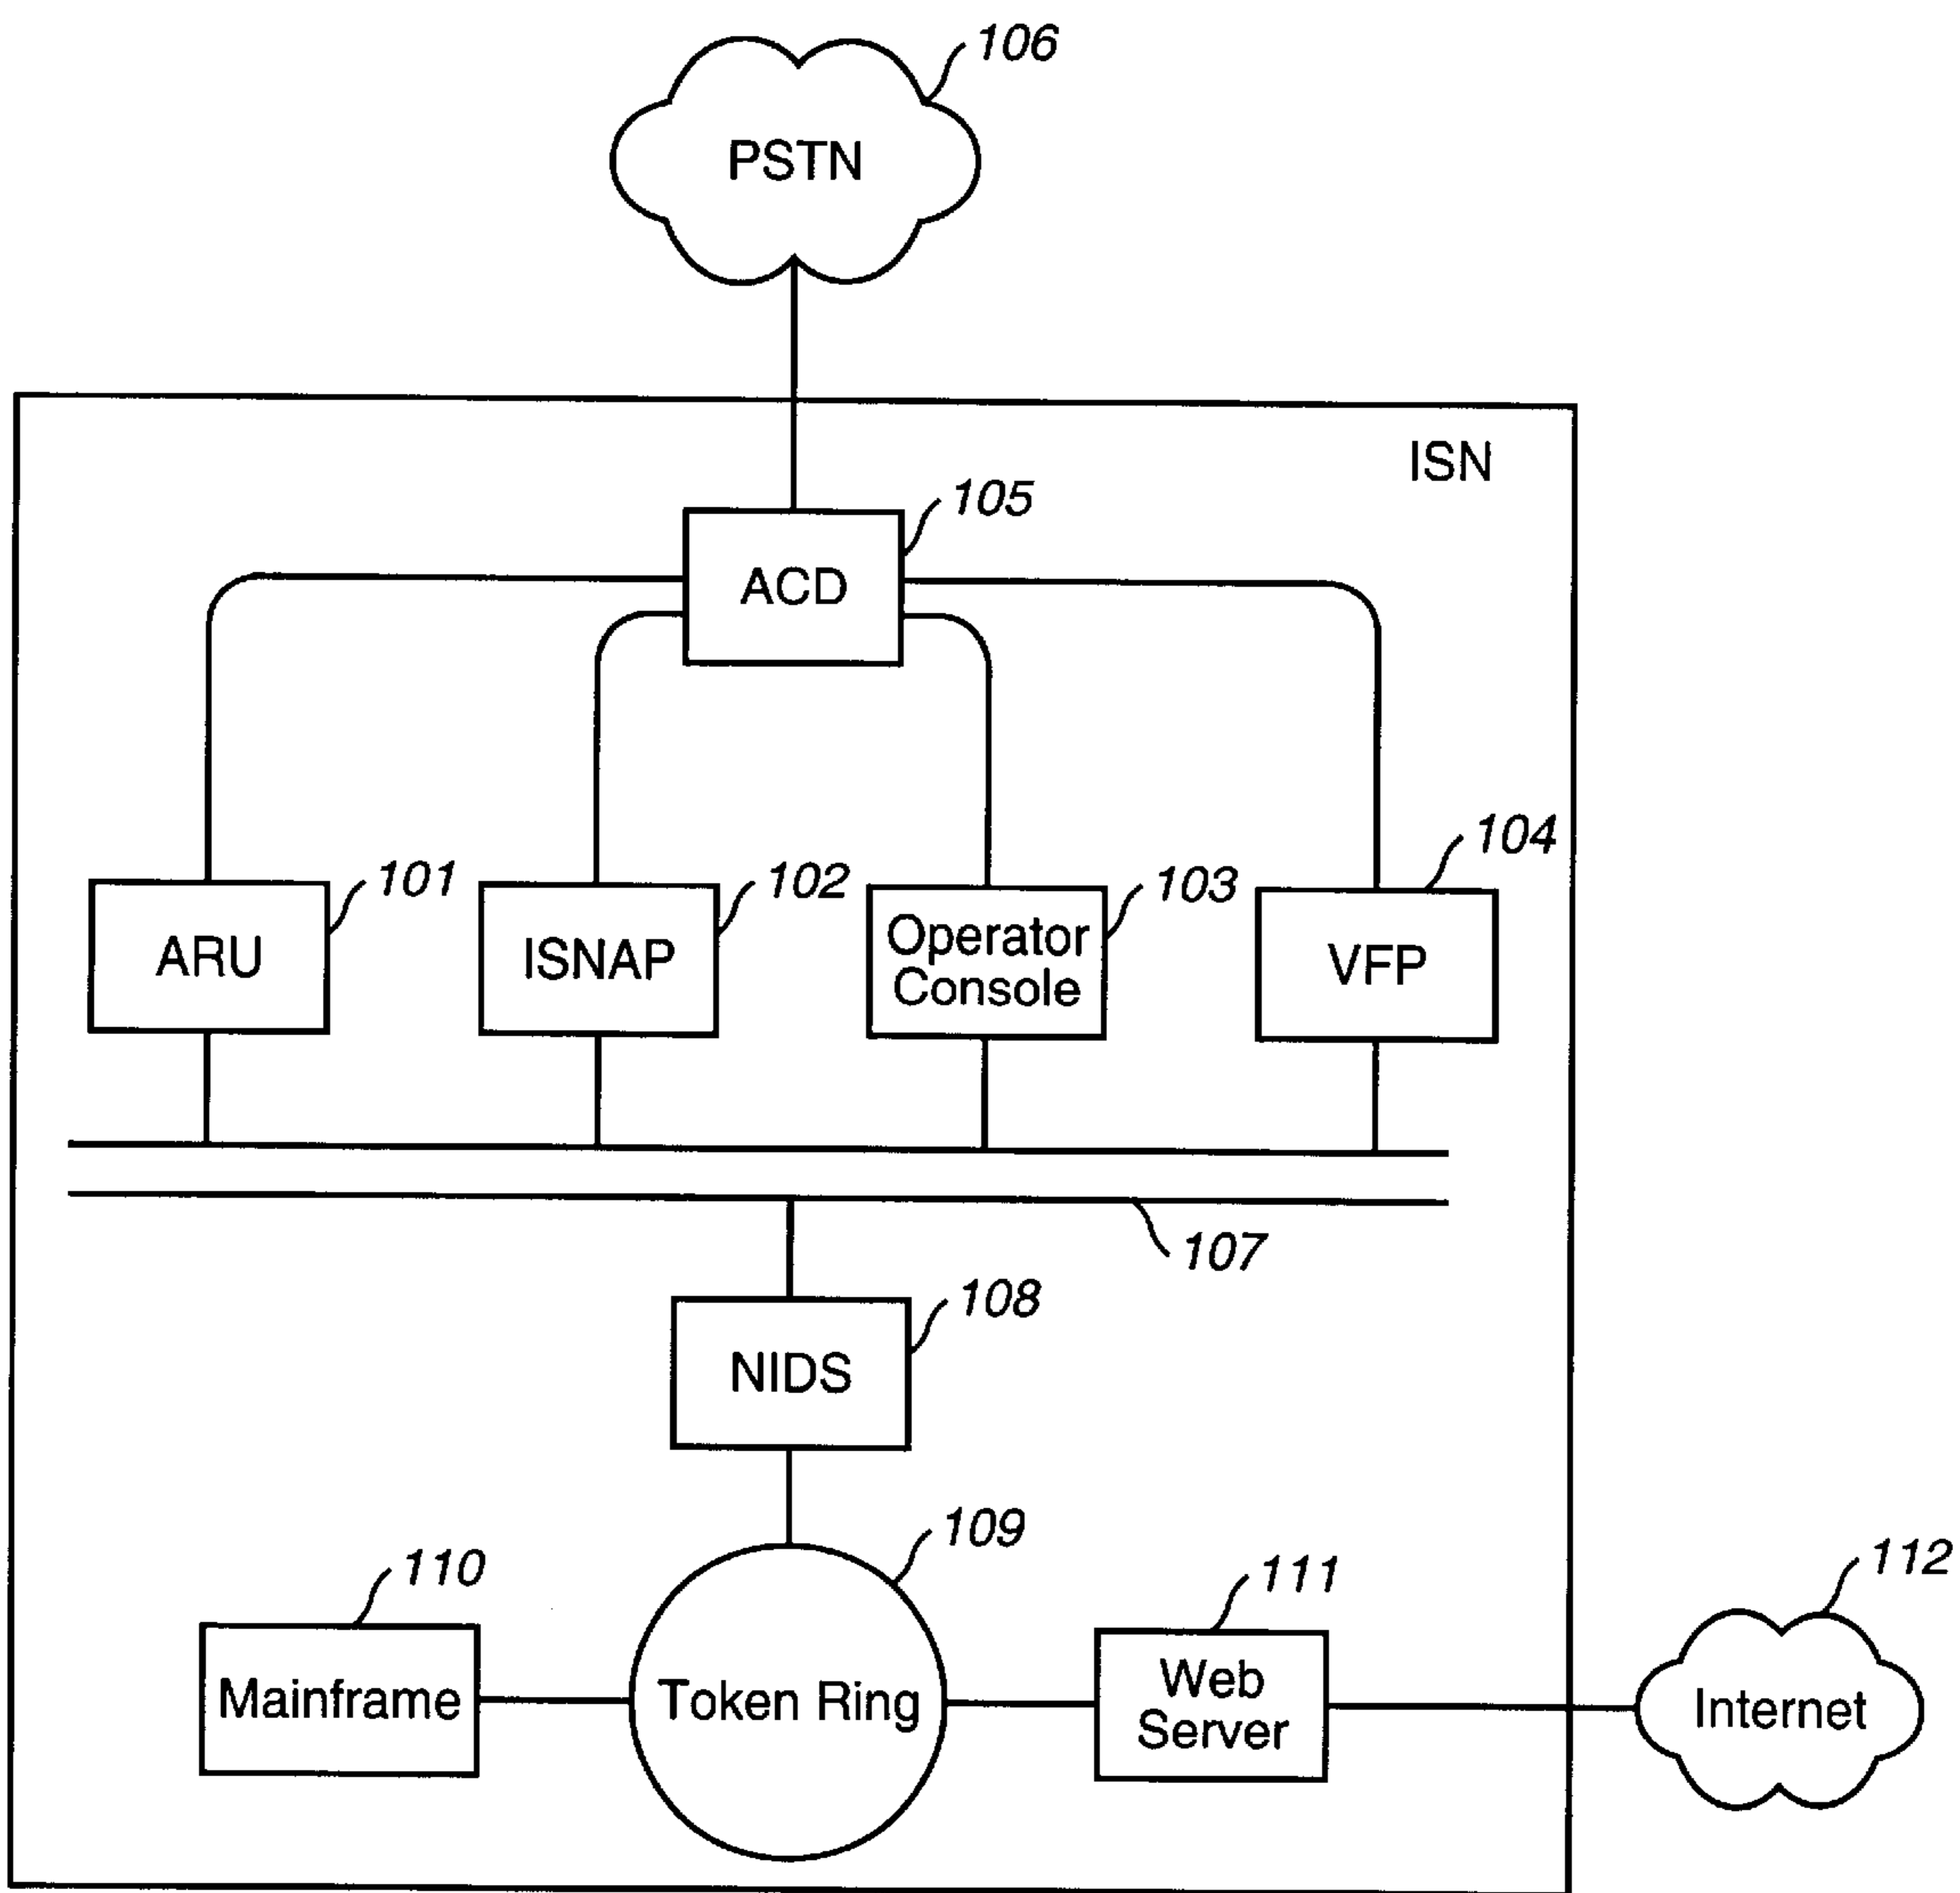 106
PSTN
ISN
105
ACD
104
101
102
103
ARU
ISNAP
Operator
Console
VFP
107
108
NIDS
109
110
111
112
Mainframe
Token Ring
Web
Server
Internet